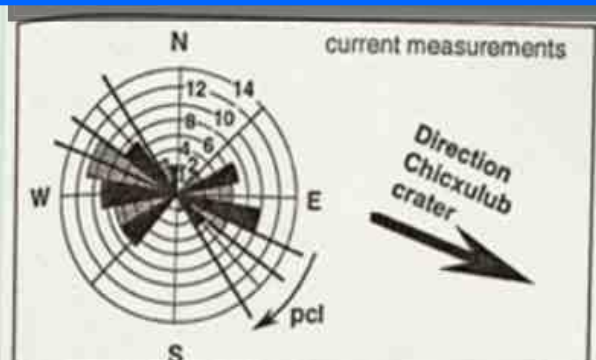 N
current measurements
12 14
8 10
4 6
2
W
E
S
Direction
Chicxulub
crater
pcl